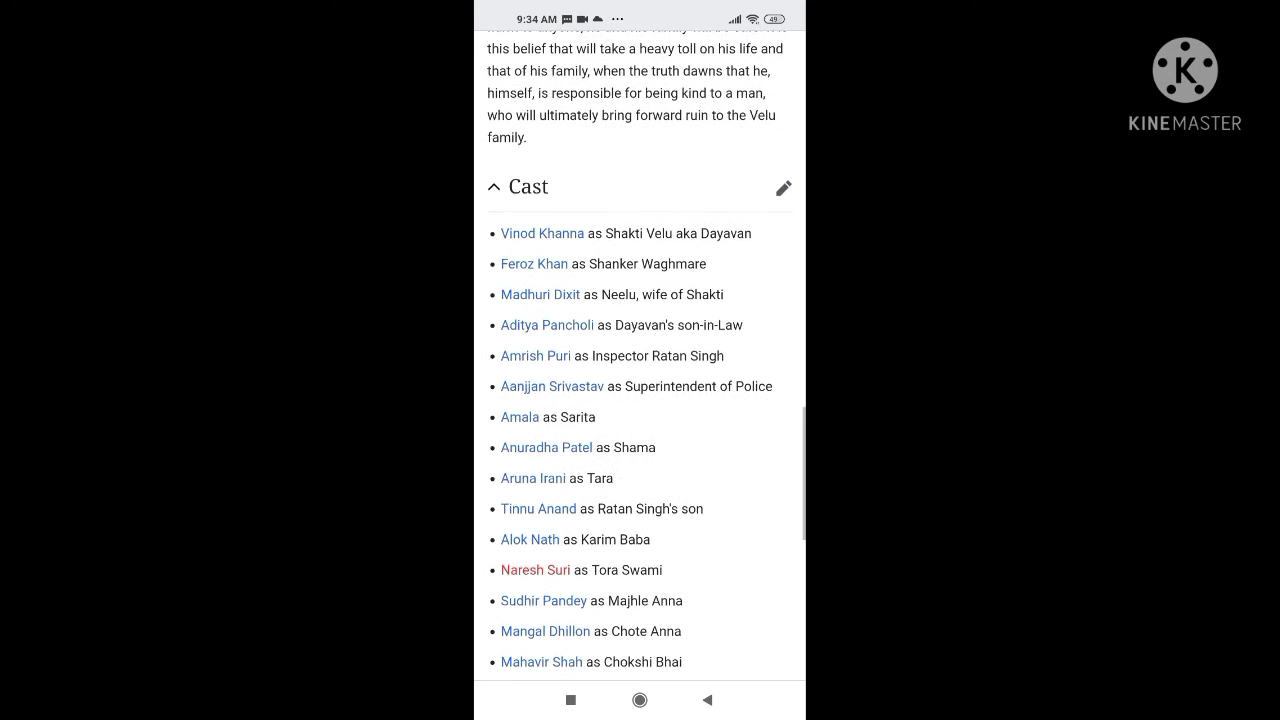 9:34 AM
49
this belief that will take a heavy toll on his life and
that of his family, when the truth dawns that he,
himself, is responsible for being kind to a man,
who will ultimately bring forward ruin to the Velu
family.
Cast
• Vinod Khanna as Shakti Velu aka Dayavan
• Feroz Khan as Shanker Waghmare
• Madhuri Dixit as Neelu, wife of Shakti
• Aditya Pancholi as Dayavan's son-in-Law
• Amrish Puri as Inspector Ratan Singh
• Aanjjan Srivastav as Superintendent of Police
• Amala as Sarita
• Anuradha Patel as Shama
• Aruna Irani as Tara
• Tinnu Anand as Ratan Singh's son
• Alok Nath as Karim Baba
• Naresh Suri as Tora Swami
• Sudhir Pandey as Majhle Anna
• Mangal Dhillon as Chote Anna
• Mahavir Shah as Chokshi Bhai
K
KINEMASTER